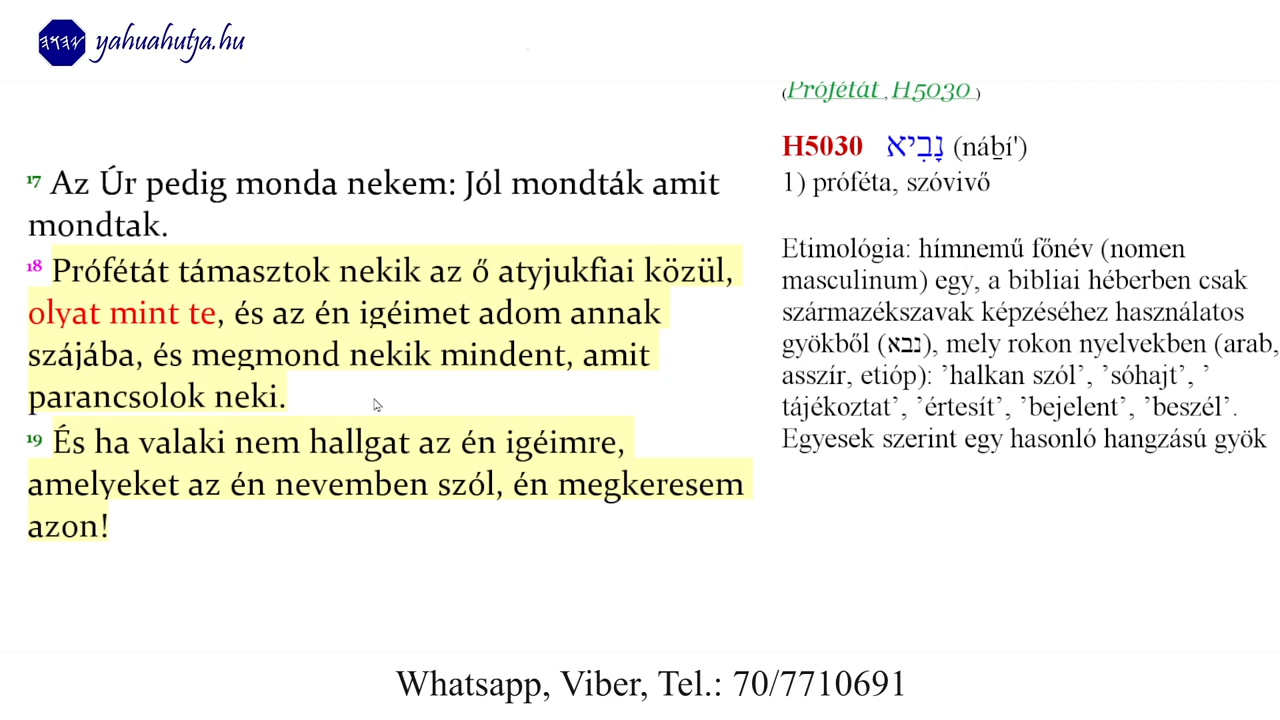 yahuahutja.hu
17 Az Úr pedig monda nekem: Jól mondták amit
mondtak.
18 Prófétát támasztok nekik az ő atyjukfiai közül,
olyat mint te, és az én igéimet adom annak
szájába, és megmond nekik mindent, amit
parancsolok neki.
19 És ha valaki nem hallgat az én igéimre,
amelyeket az én nevemben szól, én megkeresem
azon!
(Prófétát , H5030 )
H5030 נָבִיא (náḇí')
1) próféta, szóvivő
Etimológia: hímnemű főnév (nomen
masculinum) egy, a bibliai héberben csak
származékszavak képzéséhez használatos
gyökből (נבא), mely rokon nyelvekben (arab,
asszír, etióp): ’halkan szól’, ’sóhajt’, ’
tájékoztat’, ’értesít’, ’bejelent’, ’beszél’.
Egyesek szerint egy hasonló hangzású gyök
Whatsapp, Viber, Tel.: 70/7710691